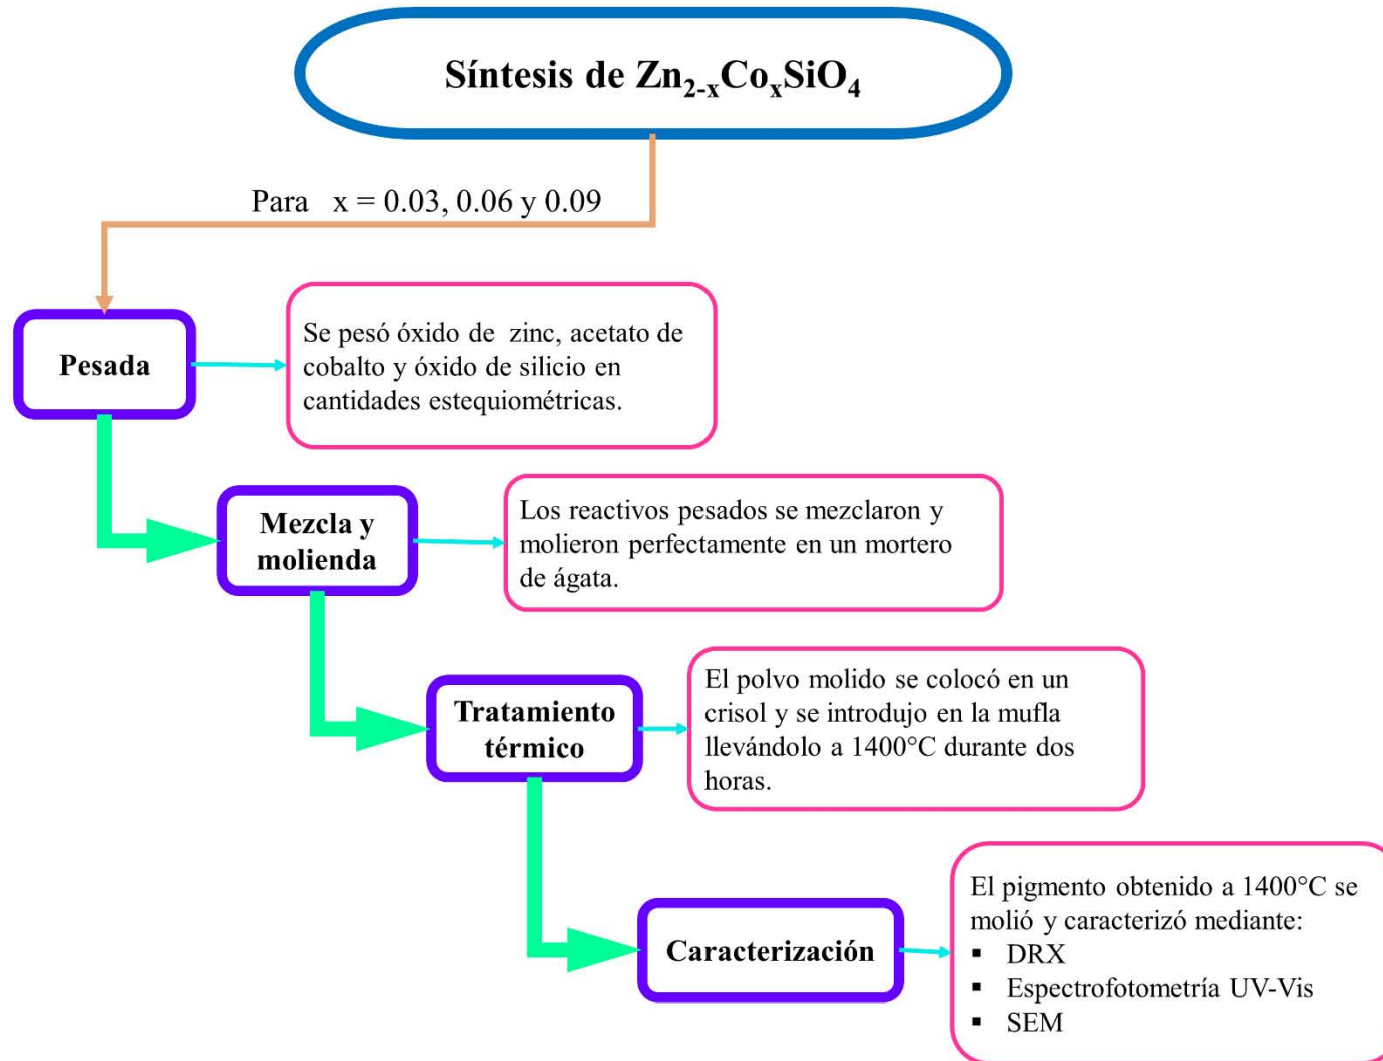 Síntesis de Zn₂₋ₓCoₓSiO₄
Para x = 0.03, 0.06 y 0.09
Pesada
Se pesó óxido de zinc, acetato de
cobalto y óxido de silicio en
cantidades estequiométricas.
Mezcla y
molienda
Los reactivos pesados se mezclaron y
molieron perfectamente en un mortero
de ágata.
Tratamiento
térmico
El polvo molido se colocó en un
crisol y se introdujo en la mufla
llevándolo a 1400°C durante dos
horas.
Caracterización
El pigmento obtenido a 1400°C se
molió y caracterizó mediante:
▪ DRX
▪ Espectrofotometría UV-Vis
▪ SEM